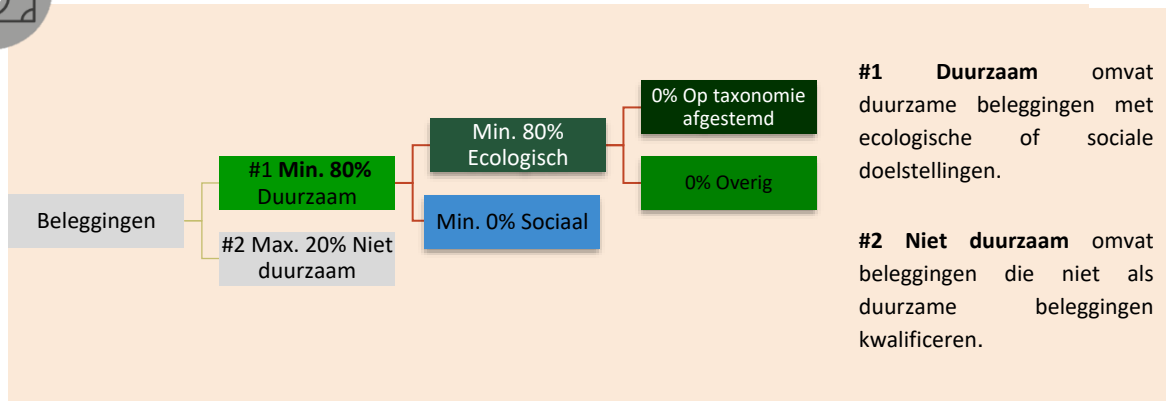 Beleggingen
#1 Min. 80%
Duurzaam
#2 Max. 20% Niet
duurzaam
Min. 80%
Ecologisch
Min. 0% Sociaal
0% Op taxonomie
afgestemd
0% Overig
#1 Duurzaam omvat
duurzame beleggingen met
ecologische of sociale
doelstellingen.
#2 Niet duurzaam omvat
beleggingen die niet als
duurzame beleggingen
kwalificeren.